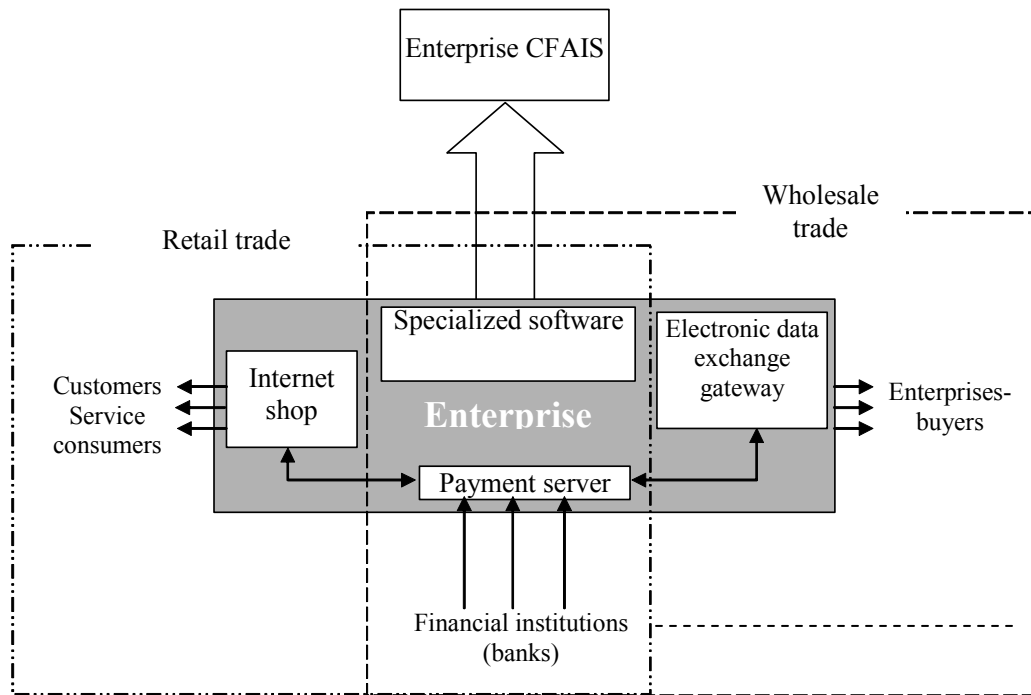 Enterprise CFAIS
Wholesale
trade
Retail trade
Specialized software
Electronic data
exchange
gateway
Internet
shop
Customers
Service
consumers
Enterprise
Enterprises-
buyers
Payment server
Financial institutions
(banks)